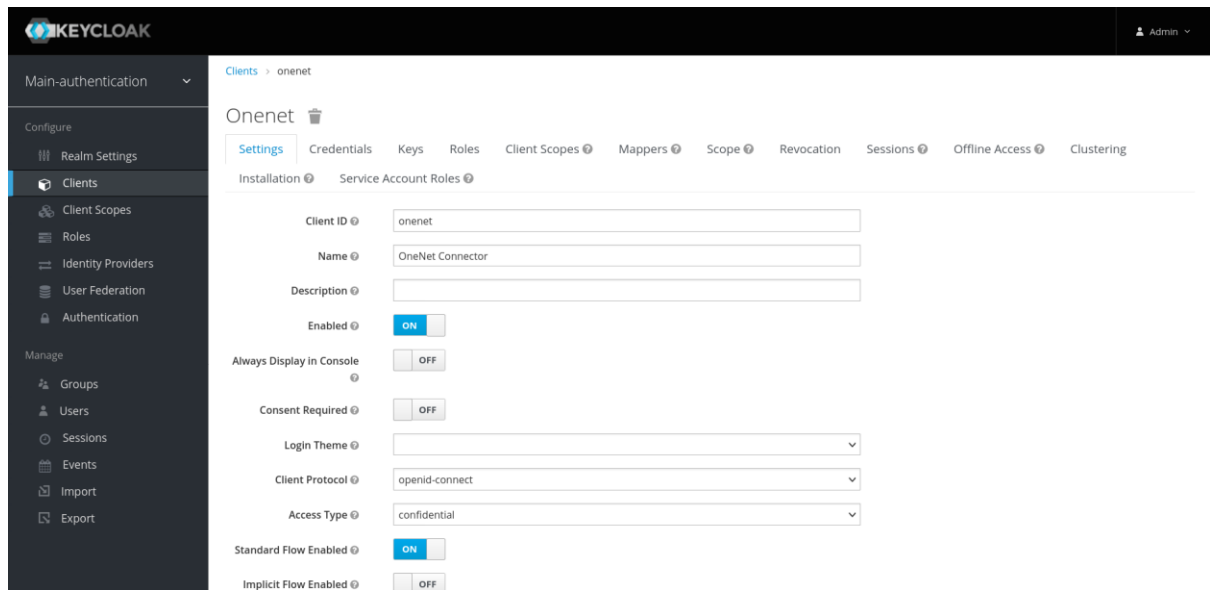 KEYCLOAK
Admin
Main-authentication
Configure
Realm Settings
Clients
Client Scopes
Roles
Identity Providers
User Federation
Authentication
Manage
Groups
Users
Sessions
Events
Import
Export
Clients > onenet
Onenet
Settings Credentials Keys Roles Client Scopes Mappers Scope Revocation Sessions Offline Access Clustering
Installation Service Account Roles
Client ID onenet
Name OneNet Connector
Description
Enabled ON
Always Display in Console OFF
Consent Required OFF
Login Theme
Client Protocol openid-connect
Access Type confidential
Standard Flow Enabled ON
Implicit Flow Enabled OFF